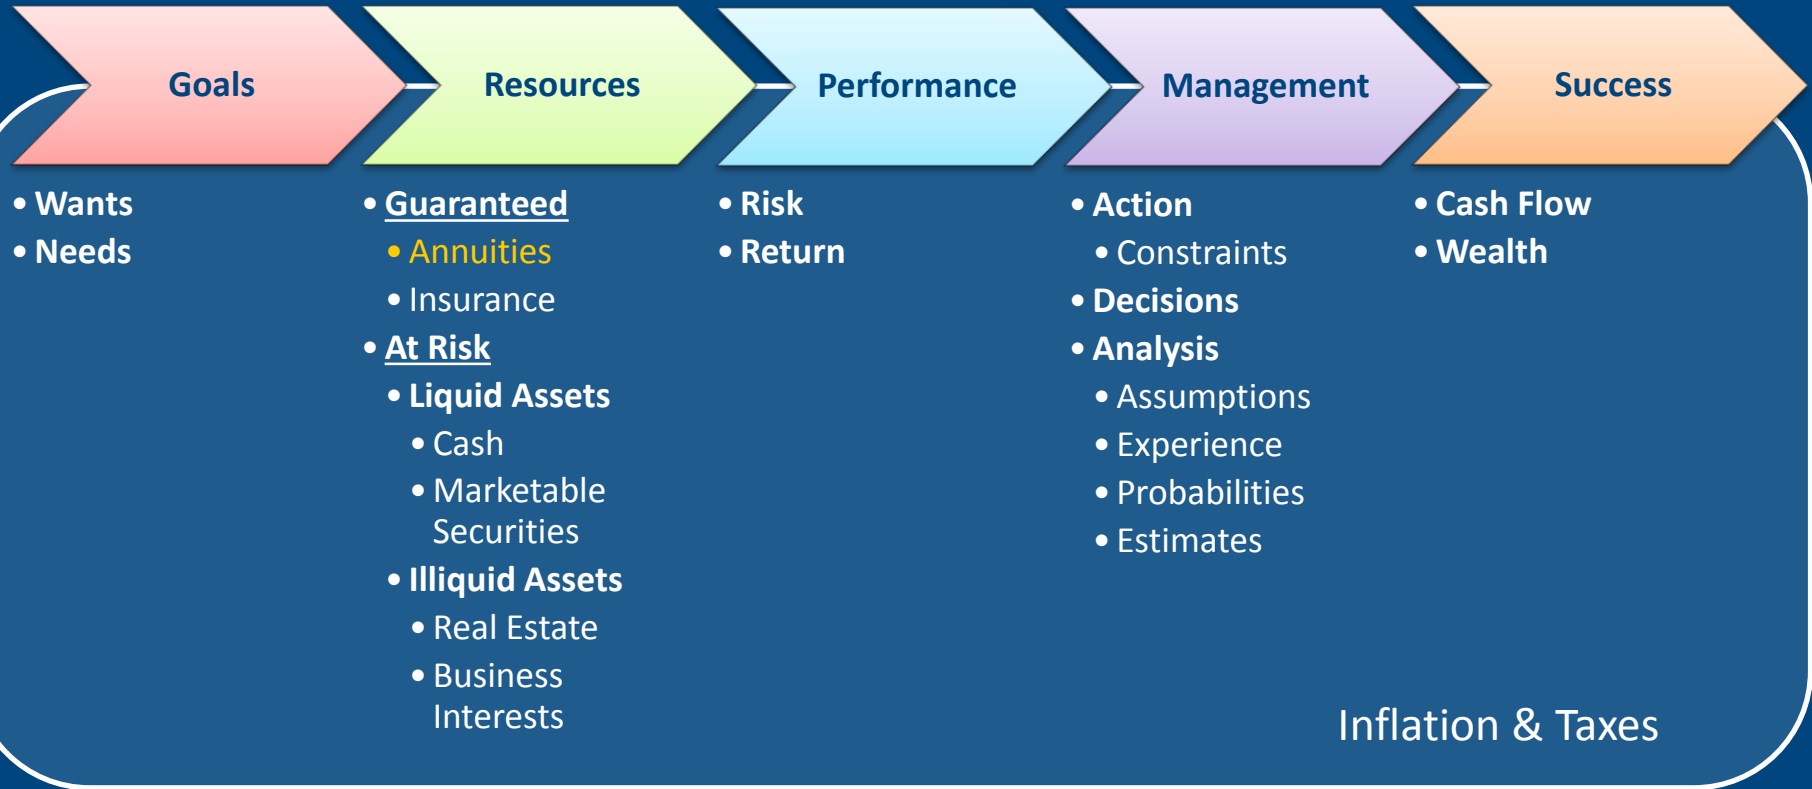 Goals
Resources
Performance
Management
Success
• Wants
• Needs
• Guaranteed
• Annuities
• Insurance
• At Risk
• Liquid Assets
• Cash
• Marketable
Securities
• Illiquid Assets
• Real Estate
• Business
Interests
• Risk
• Return
• Action
• Constraints
• Decisions
• Analysis
• Assumptions
• Experience
• Probabilities
• Estimates
• Cash Flow
• Wealth
Inflation & Taxes